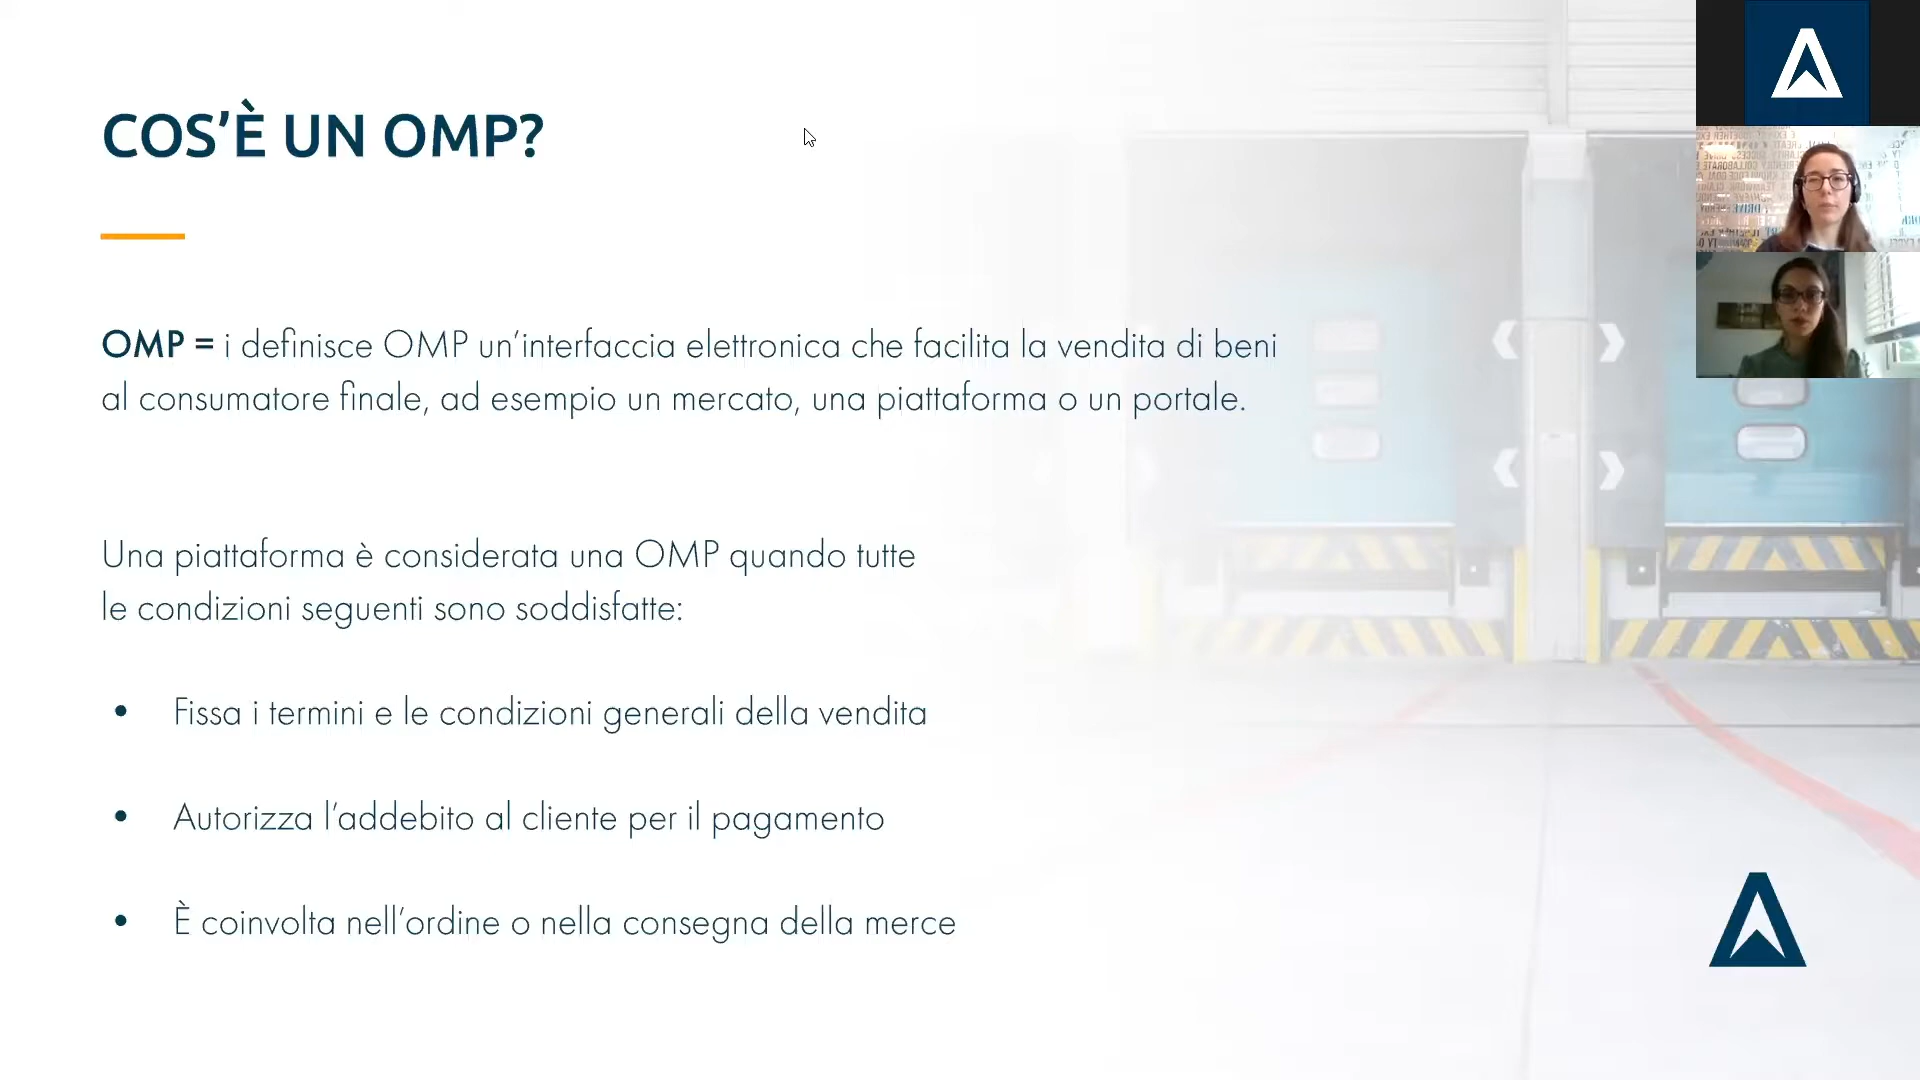 COS'È UN OMP?
OMP = i definisce OMP un'interfaccia elettronica che facilita la vendita di beni
al consumatore finale, ad esempio un mercato, una piattaforma o un portale.
Una piattaforma è considerata una OMP quando tutte
le condizioni seguenti sono soddisfatte:
• Fissa i termini e le condizioni generali della vendita
• Autorizza l'addebito al cliente per il pagamento
• È coinvolta nell'ordine o nella consegna della merce